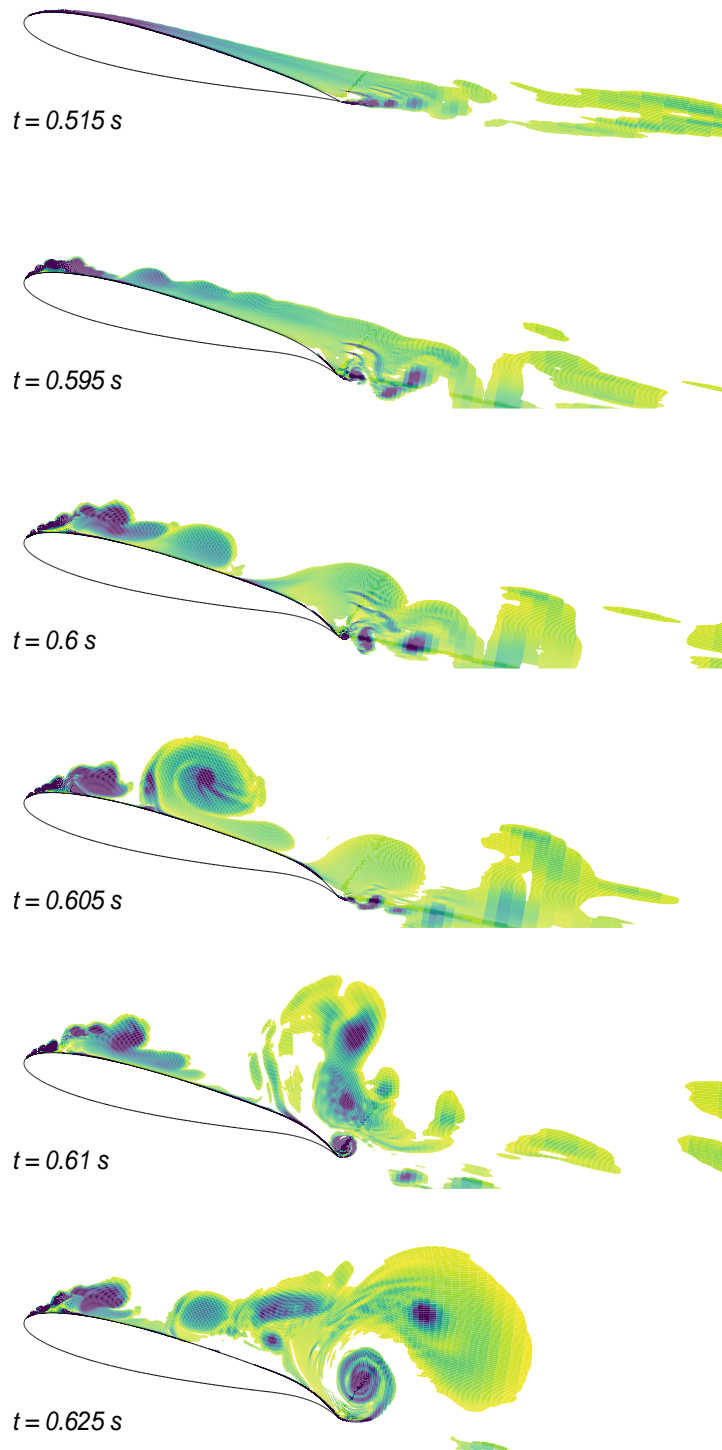 t = 0.515 s
t = 0.595 s
t = 0.6 s
t = 0.605 s
t = 0.61 s
t = 0.625 s